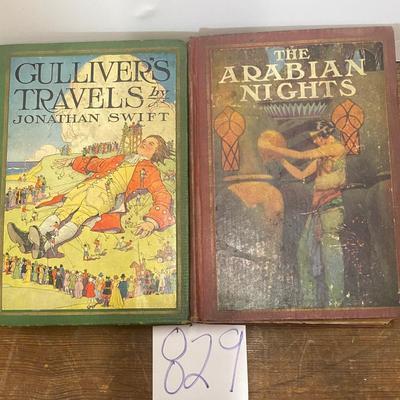 GULLIVER'S
TRAVELS by
JONATHAN SWIFT
THE
ARABIAN
NIGHTS
829